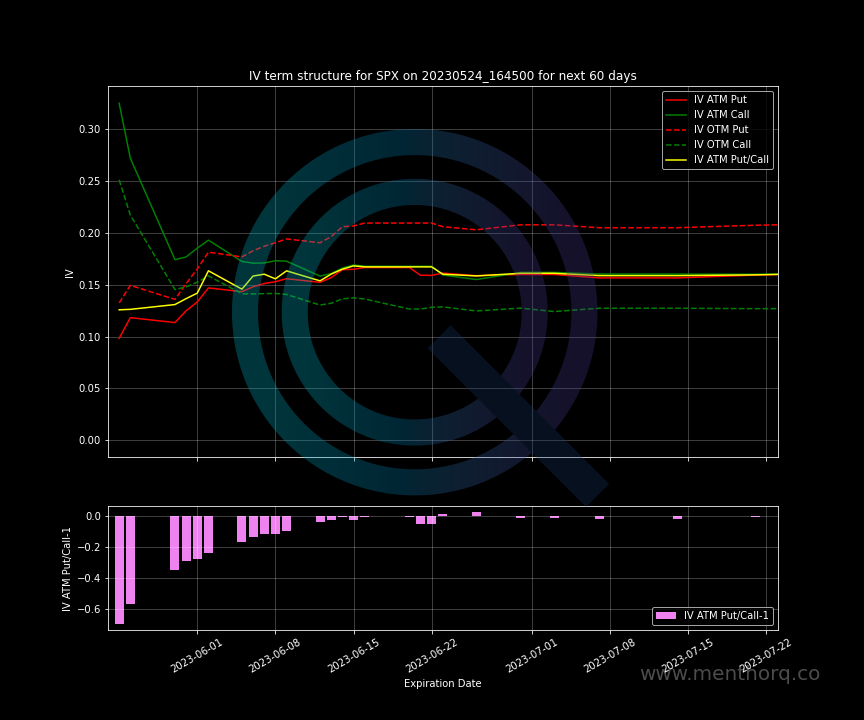 IV term structure for SPX on 20230524_164500 for next 60 days
IV ATM Put
IV ATM Call
IV OTM Put
IV OTM Call
IV ATM Put/Call
0.30
0.25
0.20
0.15
0.10
0.05
0.00
IV
0.0
−0.2
−0.4
−0.6
IV ATM Put/Call-1
IV ATM Put/Call-1
2023-06-01
2023-06-08
2023-06-15
2023-06-22
2023-07-01
2023-07-08
2023-07-15
2023-07-22
Expiration Date
www.menthorq.co